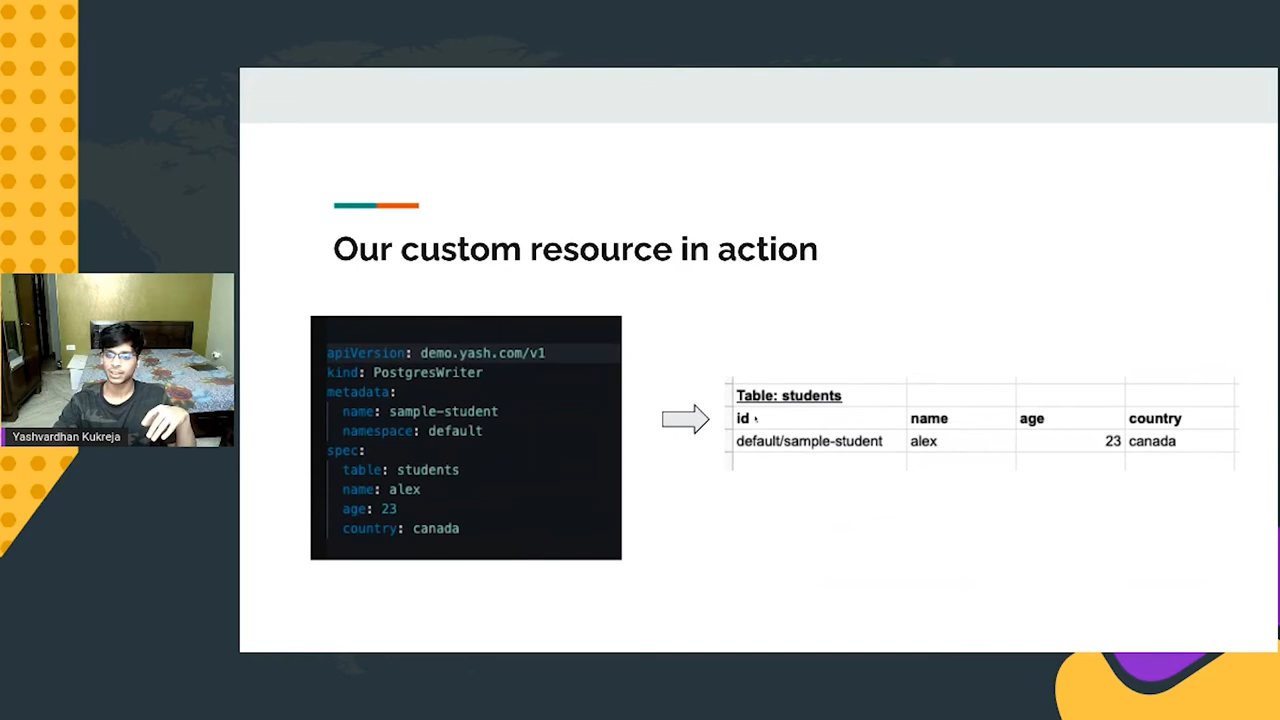 Our custom resource in action
apiVersion: demo.yash.com/v1
kind: PostgresWriter
metadata:
name: sample-student
namespace: default
spec:
table: students
name: alex
age: 23
country: canada
Table: students
id name age country
default/sample-student alex 23 canada
Yashvardhan Kukreja